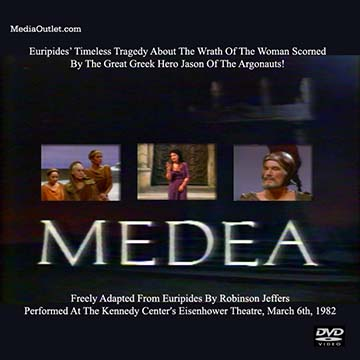 MediaOutlet.com
Euripides' Timeless Tragedy About The Wrath Of The Woman Scorned
By The Great Greek Hero Jason Of The Argonauts!
MEDEA
Freely Adapted From Euripides By Robinson Jeffers
Performed At The Kennedy Center's Eisenhower Theatre, March 6th, 1982
DVD
VIDEO